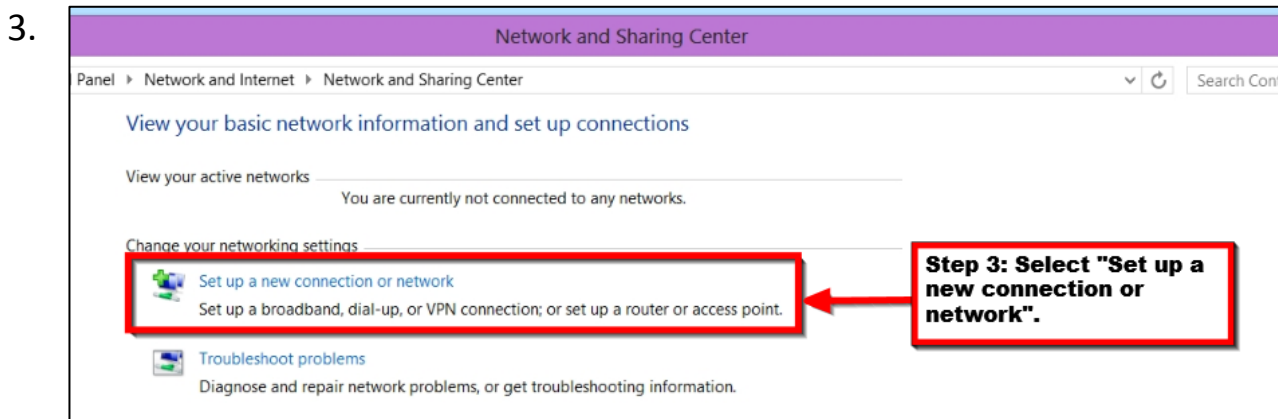 3.
Network and Sharing Center
Panel ▸ Network and Internet ▸ Network and Sharing Center
Search Cont
View your basic network information and set up connections
View your active networks
You are currently not connected to any networks.
Change your networking settings
Set up a new connection or network
Set up a broadband, dial-up, or VPN connection; or set up a router or access point.
Step 3: Select "Set up a
new connection or
network".
Troubleshoot problems
Diagnose and repair network problems, or get troubleshooting information.